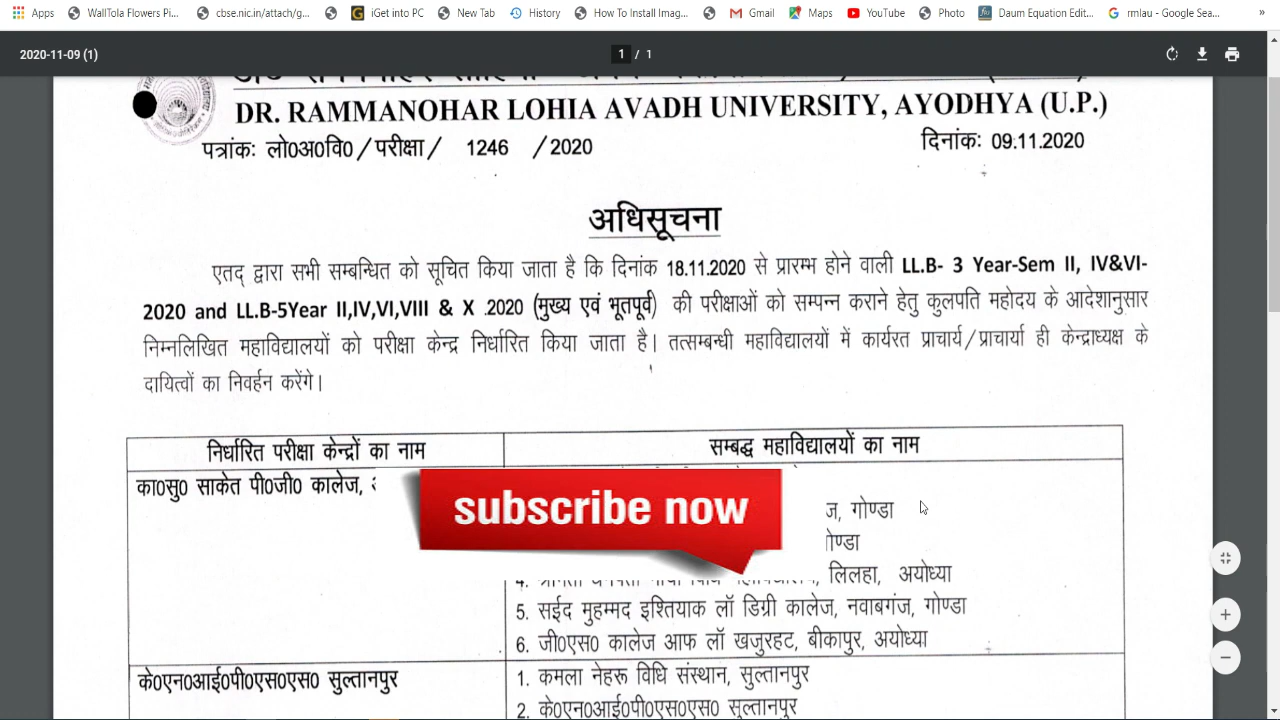 Apps WallTola Flowers Pi... cbse.nic.in/attach/g... iGet into PC New Tab History How To Install Imag... Gmail Maps YouTube Photo Daum Equation Edit... rmlau - Google Sea... »
2020-11-09 (1) 1 / 1
DR. RAMMANOHAR LOHIA AVADH UNIVERSITY, AYODHYA (U.P.)
पत्रांकः लो0अ0वि0/परीक्षा/ 1246 /2020 दिनांकः 09.11.2020
अधिसूचना
एतद् द्वारा सभी सम्बन्धित को सूचित किया जाता है कि दिनांक 18.11.2020 से प्रारम्भ होने वाली LL.B- 3 Year-Sem II, IV&VI-
2020 and LL.B-5Year II,IV,VI,VIII & X 2020 (मुख्य एवं भूतपूर्व) की परीक्षाओं को सम्पन्न कराने हेतु कुलपति महोदय के आदेशानुसार
निम्नलिखित महाविद्यालयों को परीक्षा केन्द्र निर्धारित किया जाता है। तत्सम्बन्धी महाविद्यालयों में कार्यरत प्राचार्य/प्राचार्या ही केन्द्राध्यक्ष के
दायित्वों का निवर्हन करेंगे।
निर्धारित परीक्षा केन्द्रों का नाम सम्बद्ध महाविद्यालयों का नाम
का0सु0 साकेत पी0जी0 कालेज,
subscribe now
ज, गोण्डा
गोण्डा
4. लिलहा, अयोध्या
5. सईद मुहम्मद इश्तियाक लॉ डिग्री कालेज, नवाबगंज, गोण्डा
6. जी0एस0 कालेज आफ लॉ खजुरहट, बीकापुर, अयोध्या
के0एन0आई0पी0एस0एस0 सुल्तानपुर 1. कमला नेहरू विधि संस्थान, सुल्तानपुर
2. के0एन0आई0पी0एस0एस0 सुल्तानपुर